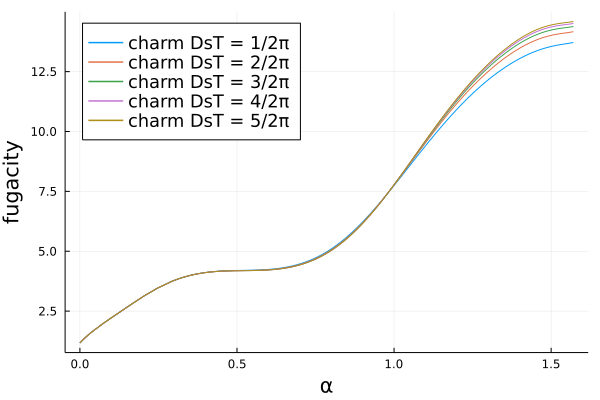 charm DsT = 1/2π
charm DsT = 2/2π
charm DsT = 3/2π
charm DsT = 4/2π
charm DsT = 5/2π
fugacity
12.5
10.0
7.5
5.0
2.5
0.0 0.5 1.0 1.5
α